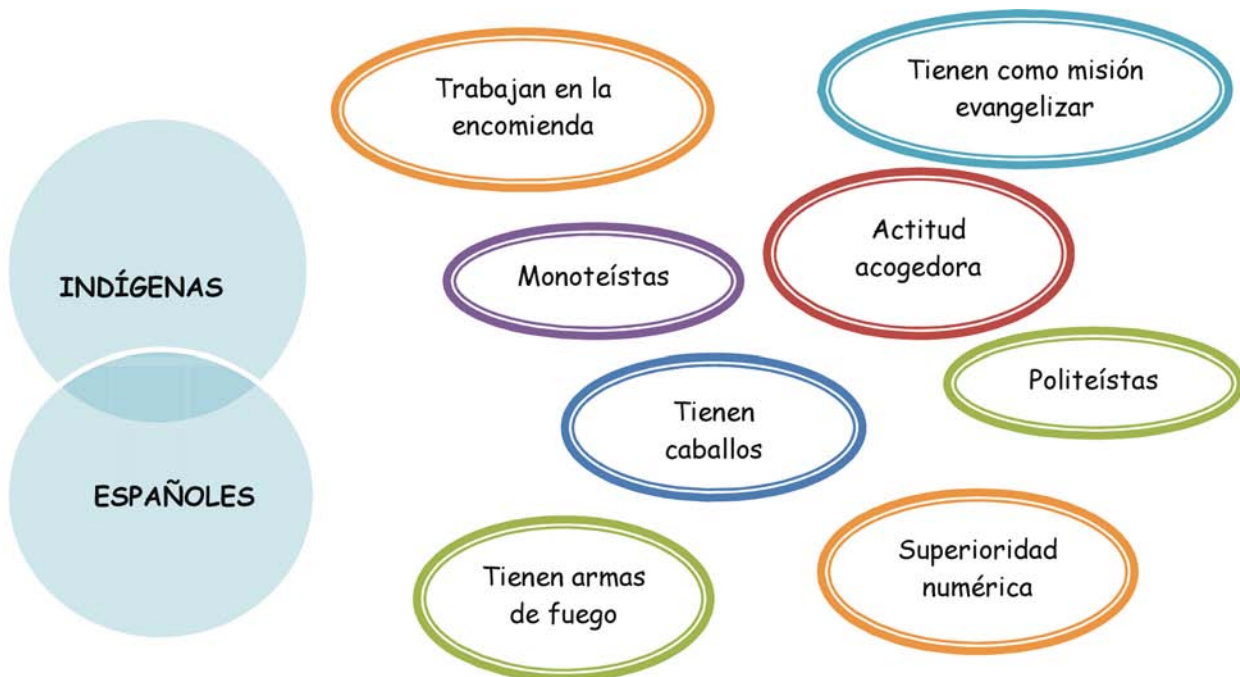 Trabajan en la
encomienda
Tienen como misión
evangelizar
INDÍGENAS
Monoteístas
Actitud
acogedora
Tienen
caballos
Politeístas
ESPAÑOLES
Tienen armas
de fuego
Superioridad
numérica